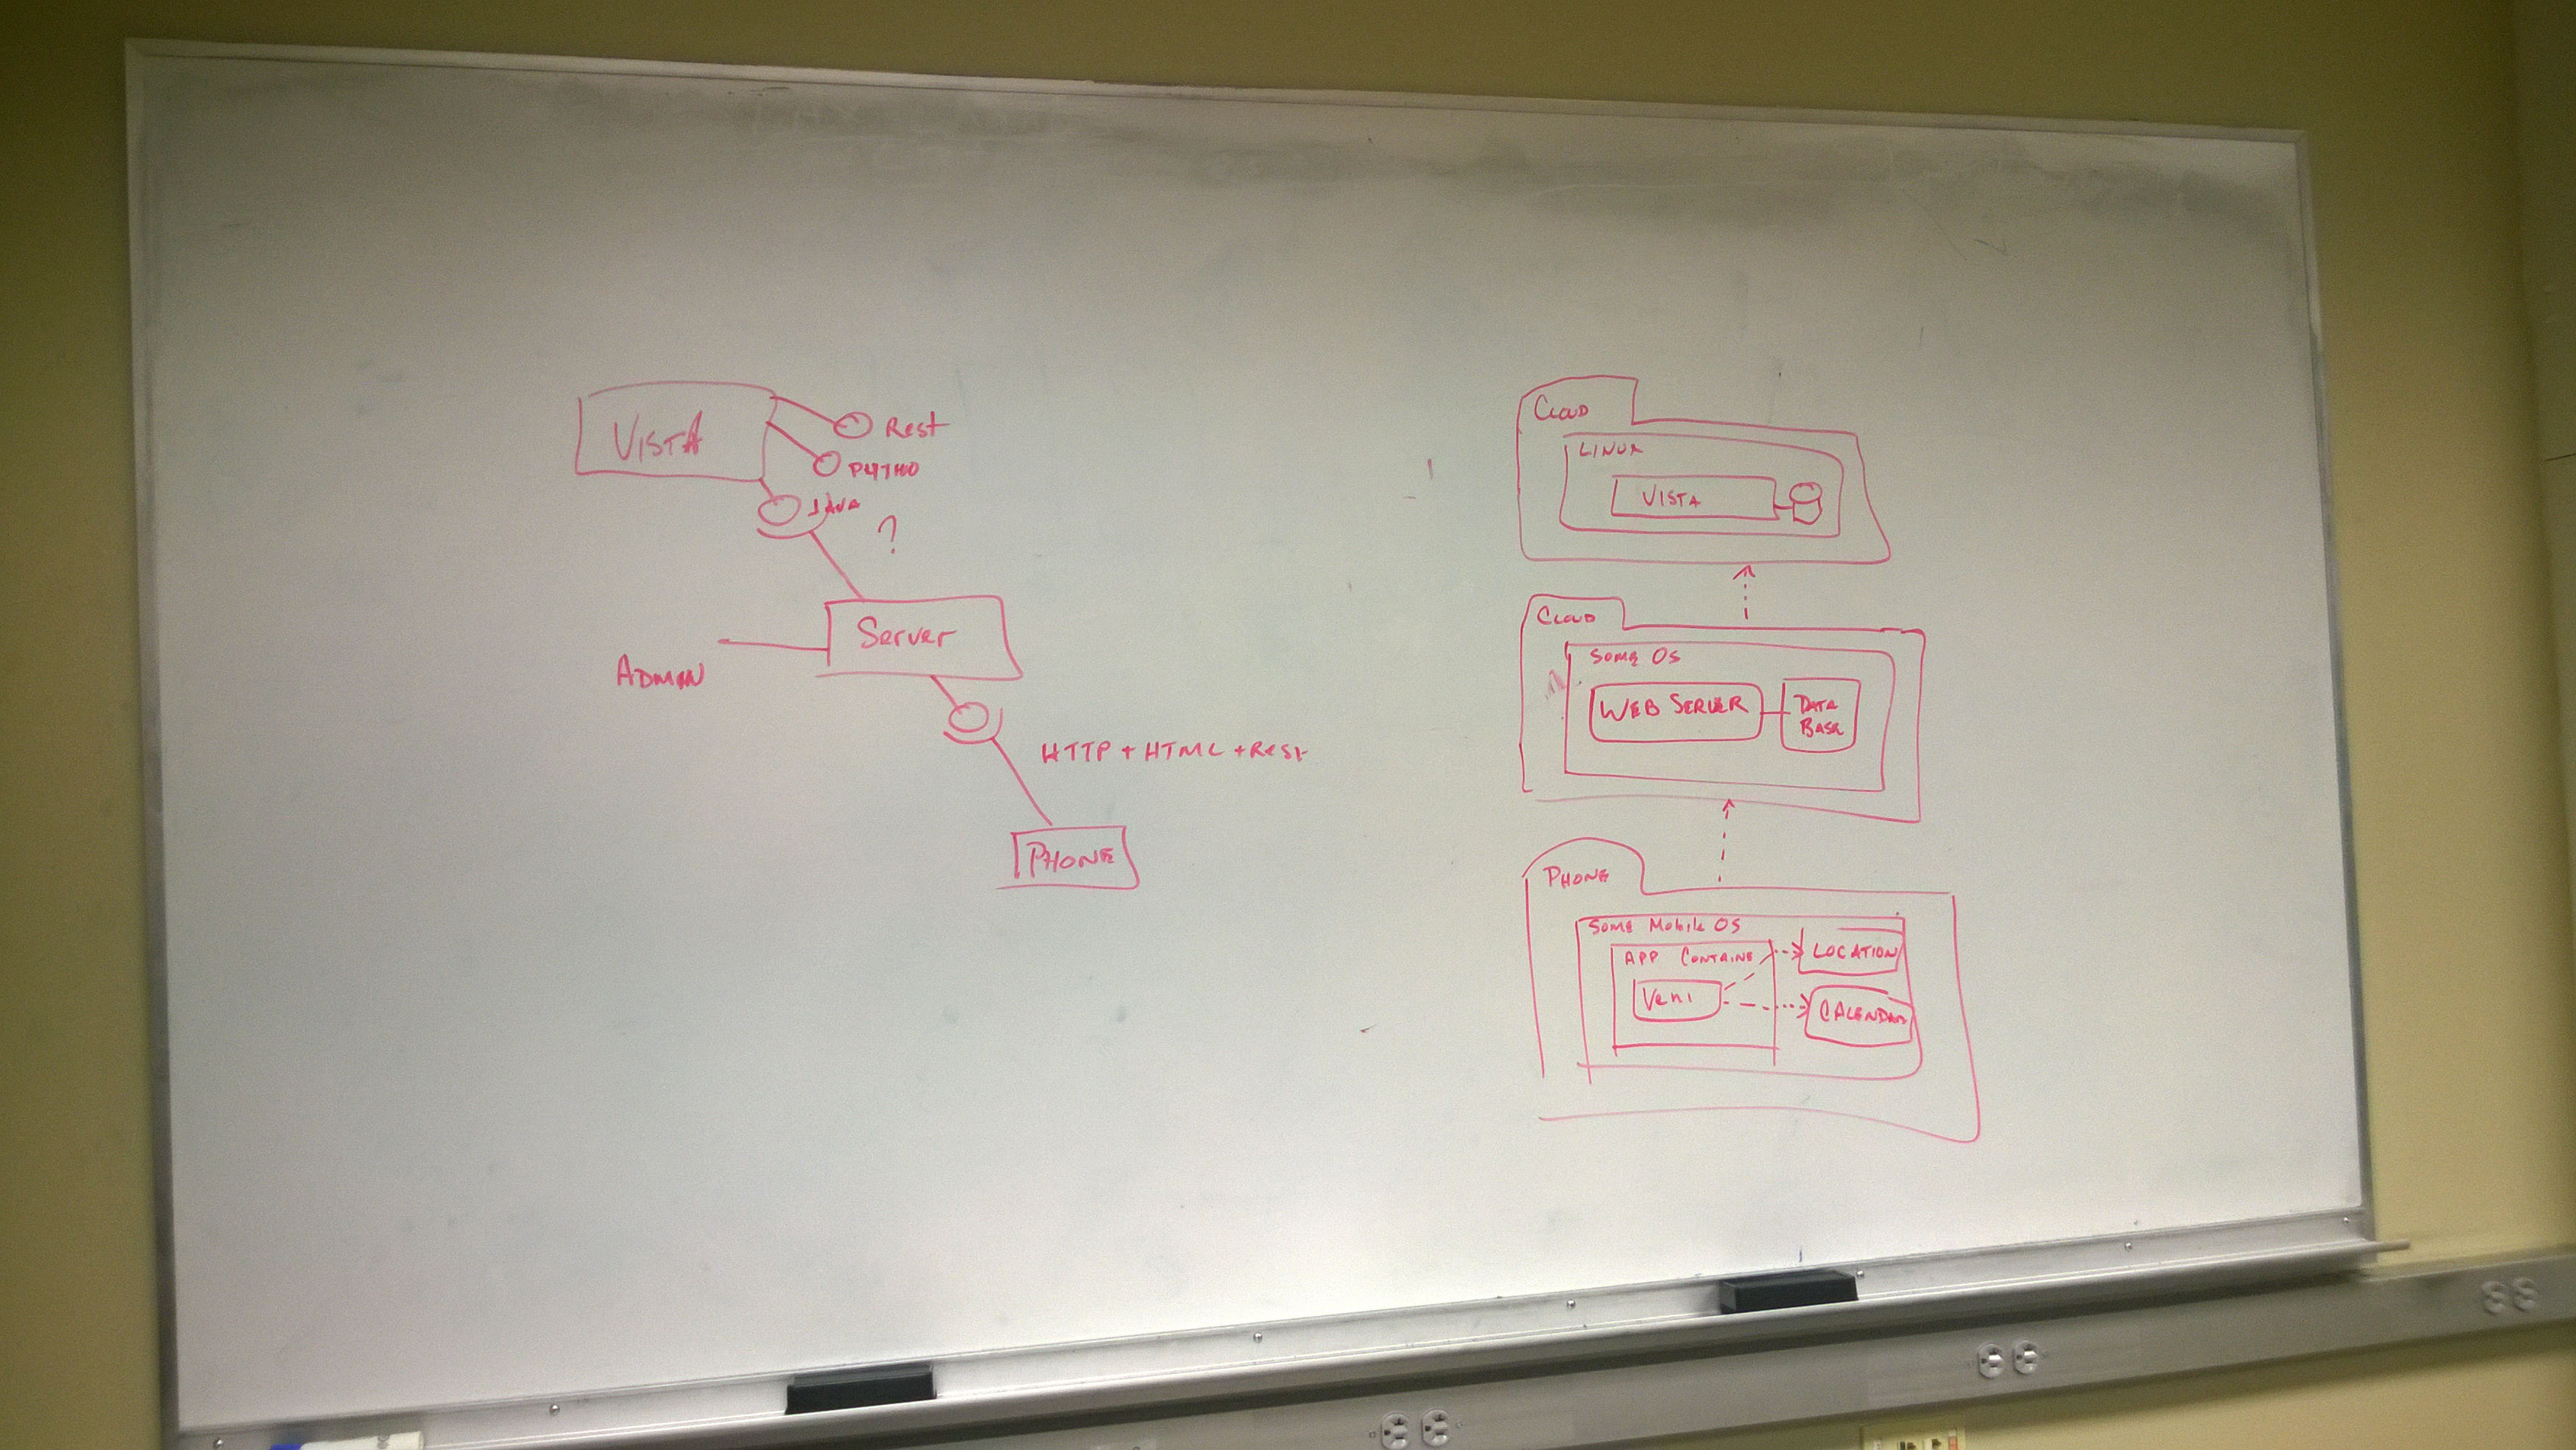 VISTA
Rest
PYTHO
JAVA
?
Server
ADMIN
HTTP + HTML + Rest
PHONE
CLOUD
LINUX
VISTA
CLOUD
SOME OS
WEB SERVER
DATA
BASE
PHONE
SOME Mobile OS
APP CONTAINE
LOCATION
Veni
CALENDAR